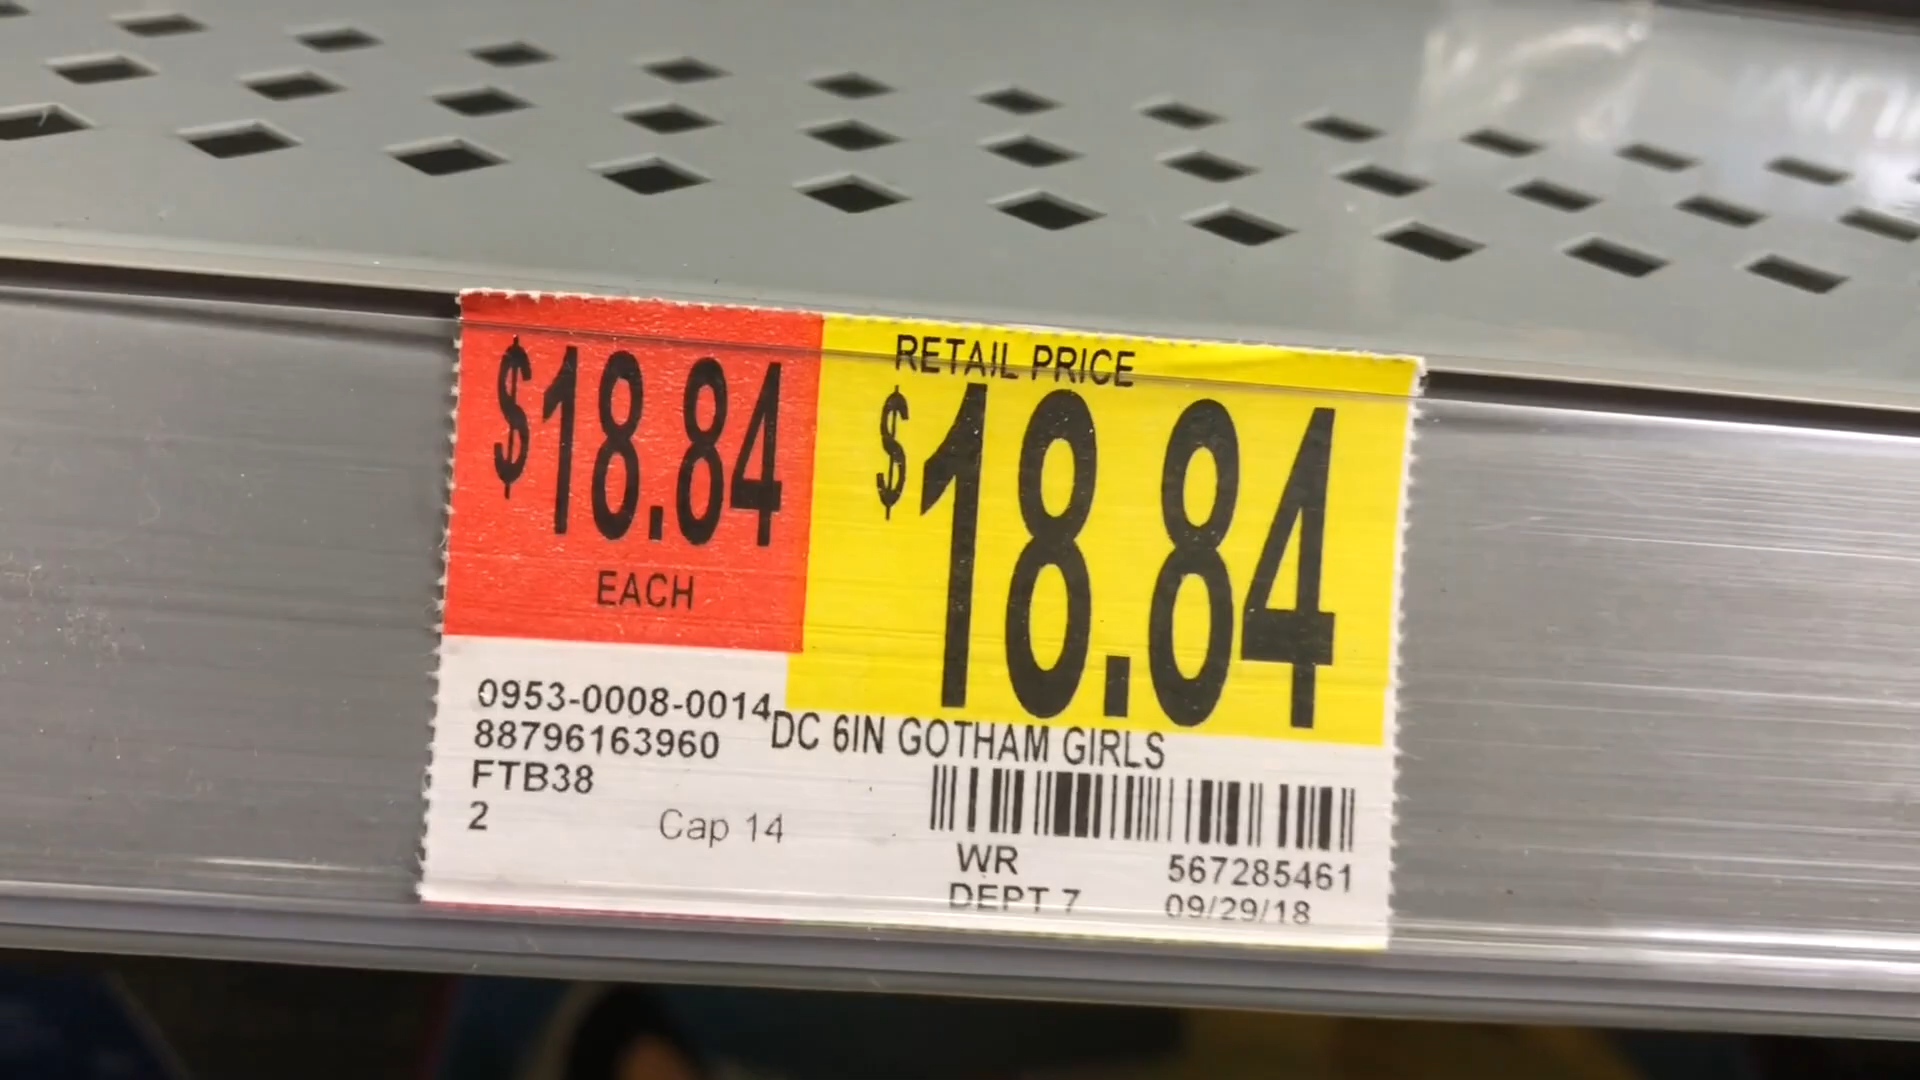 $18.84
EACH
RETAIL PRICE
$18.84
0953-0008-0014
88796163960
FTB38
2
Cap 14
DC 6IN GOTHAM GIRLS
WR
567285461
DEPT 7
09/29/18